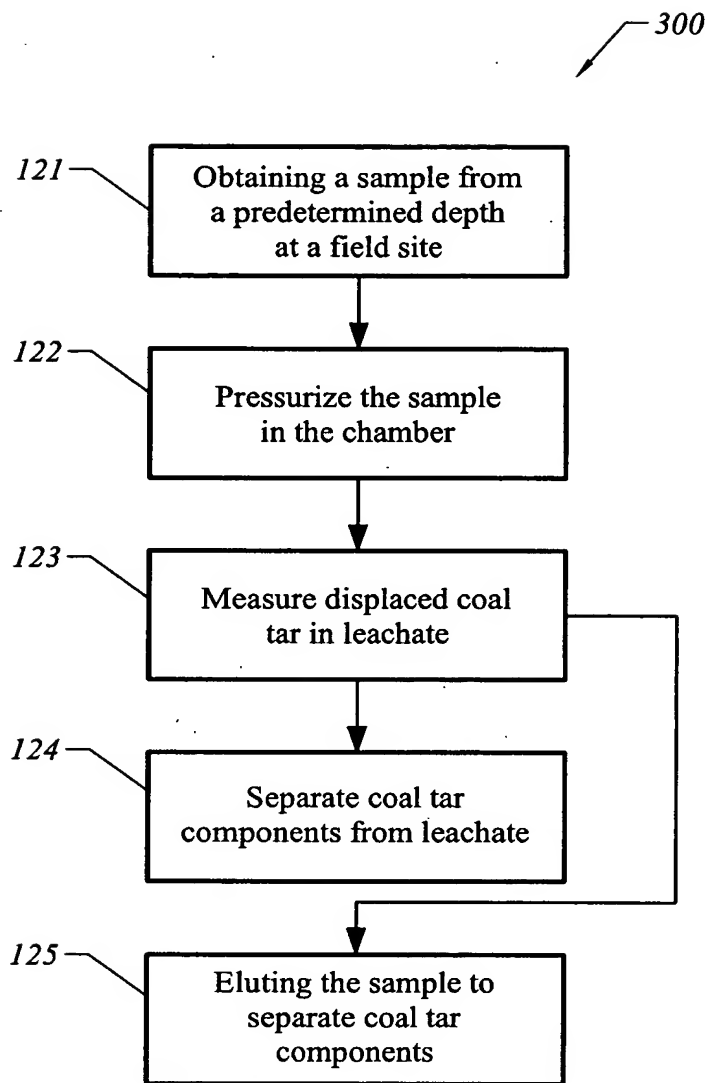 300
121
Obtaining a sample from
a predetermined depth
at a field site
122
Pressurize the sample
in the chamber
123
Measure displaced coal
tar in leachate
124
Separate coal tar
components from leachate
125
Eluting the sample to
separate coal tar
components